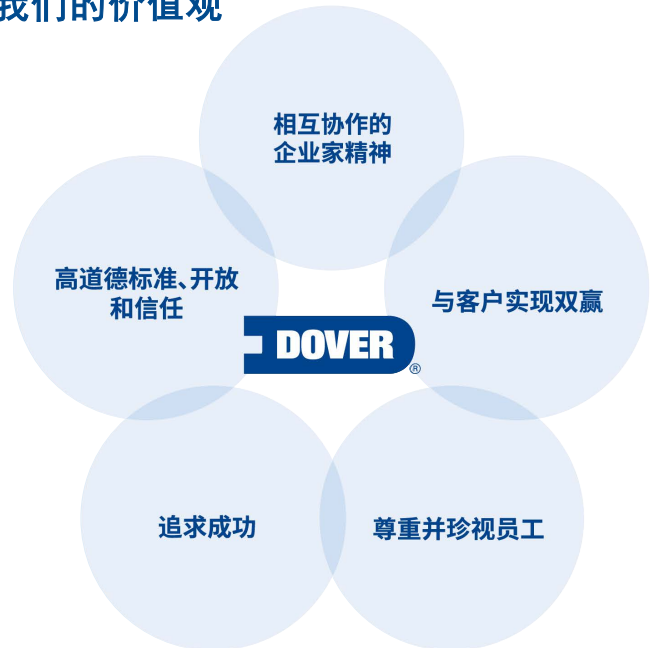 我们的价值观
相互协作的
企业家精神
高道德标准、开放
和信任
与客户实现双赢
DOVER
®
追求成功
尊重并珍视员工